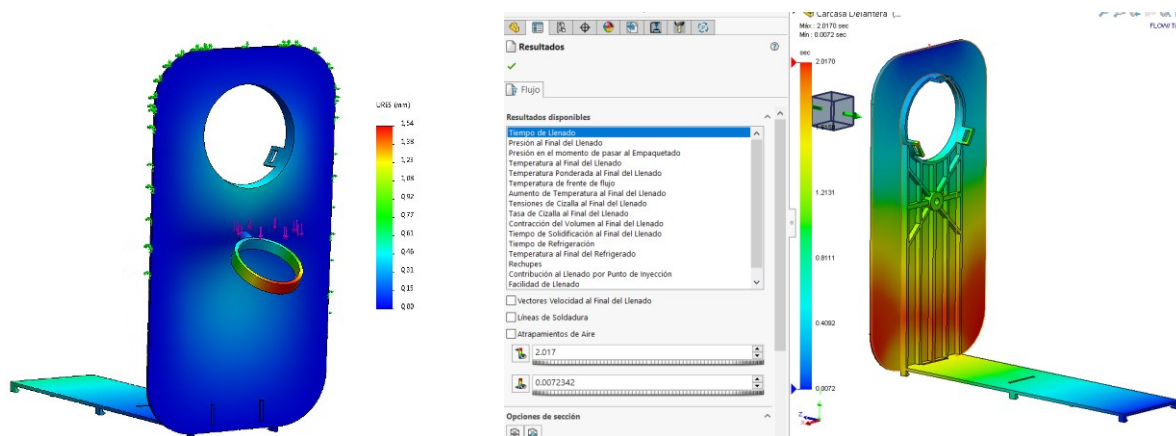 URES (mm)
1,54
1,38
1,23
1,08
0,92
0,77
0,61
0,46
0,31
0,15
0,00
Resultados
Flujo
Resultados disponibles
Tiempo de Llenado
Presión al Final del Llenado
Presión en el momento de pasar al Empaquetado
Temperatura al Final del Llenado
Temperatura Ponderada al Final del Llenado
Temperatura de frente de flujo
Aumento de Temperatura al Final del Llenado
Tensiones de Cizalla al Final del Llenado
Tasa de Cizalla al Final del Llenado
Contracción del Volumen al Final del Llenado
Tiempo de Solidificación al Final del Llenado
Tiempo de Refrigeración
Temperatura al Final del Refrigerado
Rechupes
Contribución al Llenado por Punto de Inyección
Facilidad de Llenado
Vectores Velocidad al Final del Llenado
Líneas de Soldadura
Atrapamientos de Aire
2.017
0.0072342
Opciones de sección
Carcasa Delantera (...
Máx : 2.0170 sec
Mín : 0.0072 sec
FLOW/
sec
2.0170
1.2131
0.8111
0.4092
0.0072
Z
X